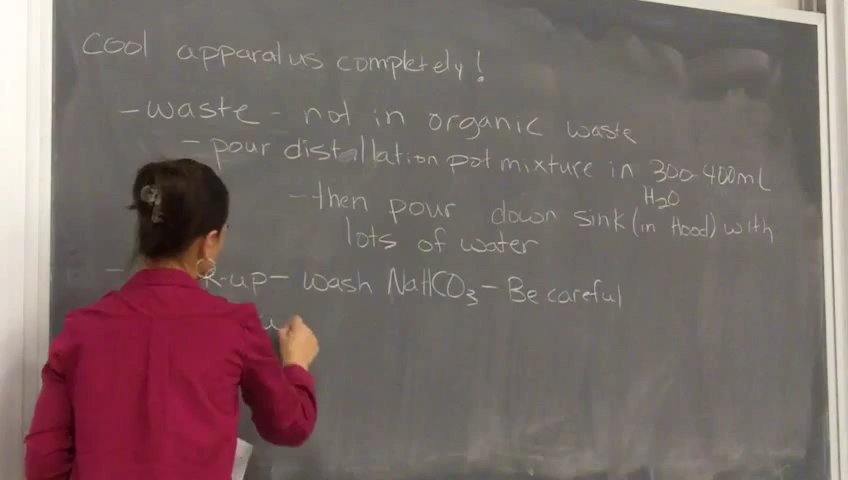 cool apparatus completely!
- waste - not in organic waste
- pour distillation pot mixture in 300-400mL
H₂O
- then pour down sink (in Hood) with
lots of water
- k-up - wash NaHCO₃ - Be careful